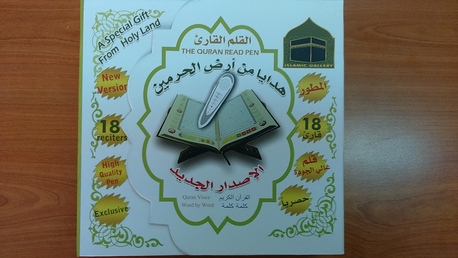 A Special Gift
From Holy Land
القلم القارئ
THE QURAN READ PEN
ISLAMIC GALLERY
هدايا من أرض الحرمين
New
Version
المطور
18
reciters
18
قارئ
High
Quality
Pen
قلم
عالي الجودة
الإصدار الجديد
Exclusive
حصريا
Quran Voice
Word by Word
القرآن الكريم
كلمة كلمة